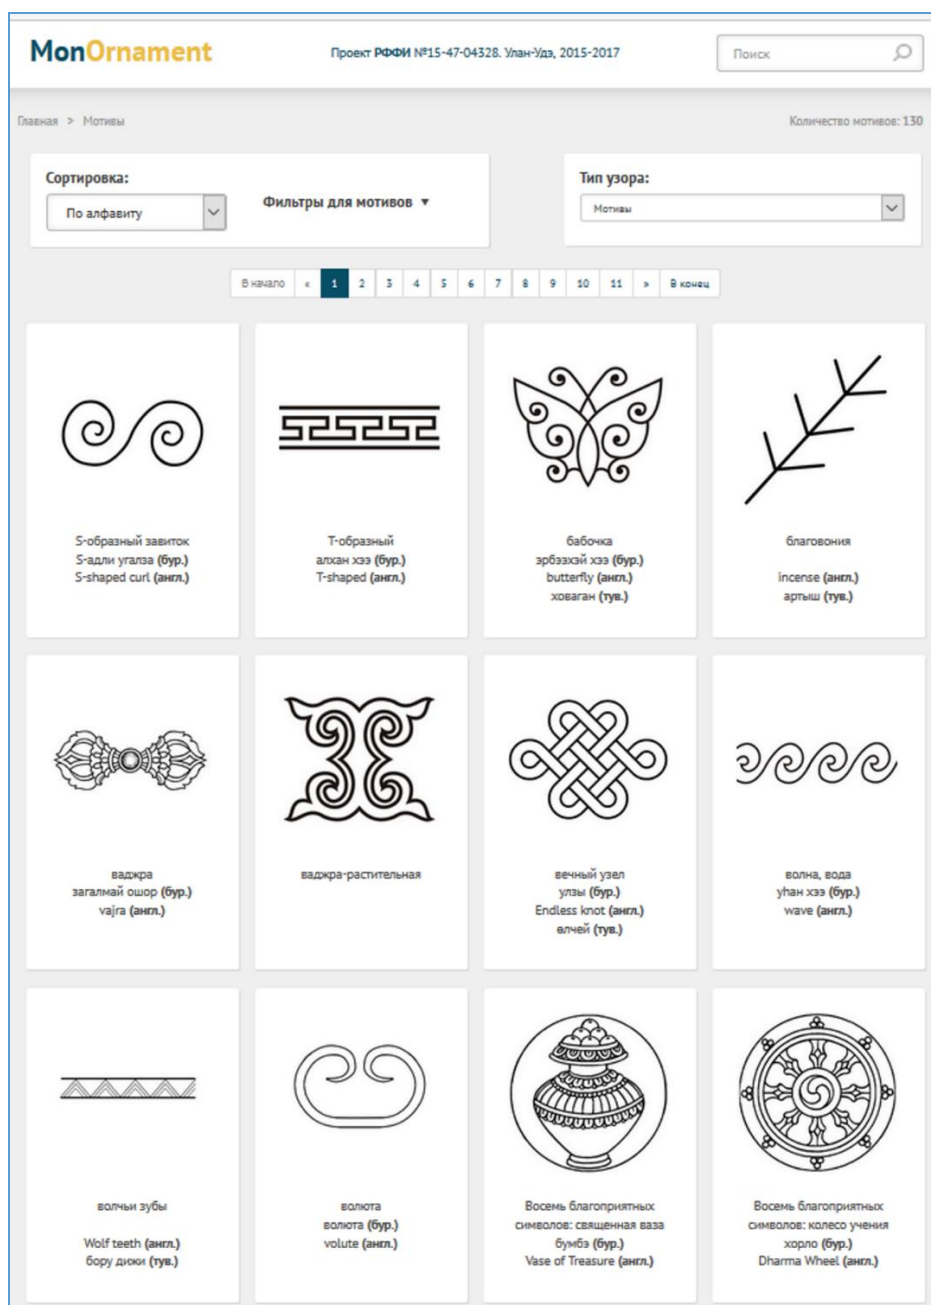 MonOrnament
Проект РФФИ №15-47-04328. Улан-Удэ, 2015-2017
Поиск
Главная > Мотивы
Количество мотивов: 130
Сортировка:
По алфавиту
Фильтры для мотивов ▼
Тип узора:
Мотивы
В начало « 1 2 3 4 5 6 7 8 9 10 11 » В конец
S-образный завиток
S-адли угалза (бур.)
S-shaped curl (англ.)
Т-образный
алхан хээ (бур.)
T-shaped (англ.)
бабочка
эрбээхэй хээ (бур.)
butterfly (англ.)
ховаган (тув.)
благовония
incense (англ.)
артыш (тув.)
ваджра
загалмай ошор (бур.)
vajra (англ.)
ваджра-растительная
вечный узел
улзы (бур.)
Endless knot (англ.)
өлчей (тув.)
волна, вода
уһан хээ (бур.)
wave (англ.)
волчьи зубы
Wolf teeth (англ.)
бору дижи (тув.)
волюта
волюта (бур.)
volute (англ.)
Восемь благоприятных
символов: священная ваза
бумбэ (бур.)
Vase of Treasure (англ.)
Восемь благоприятных
символов: колесо учения
хорло (бур.)
Dharma Wheel (англ.)